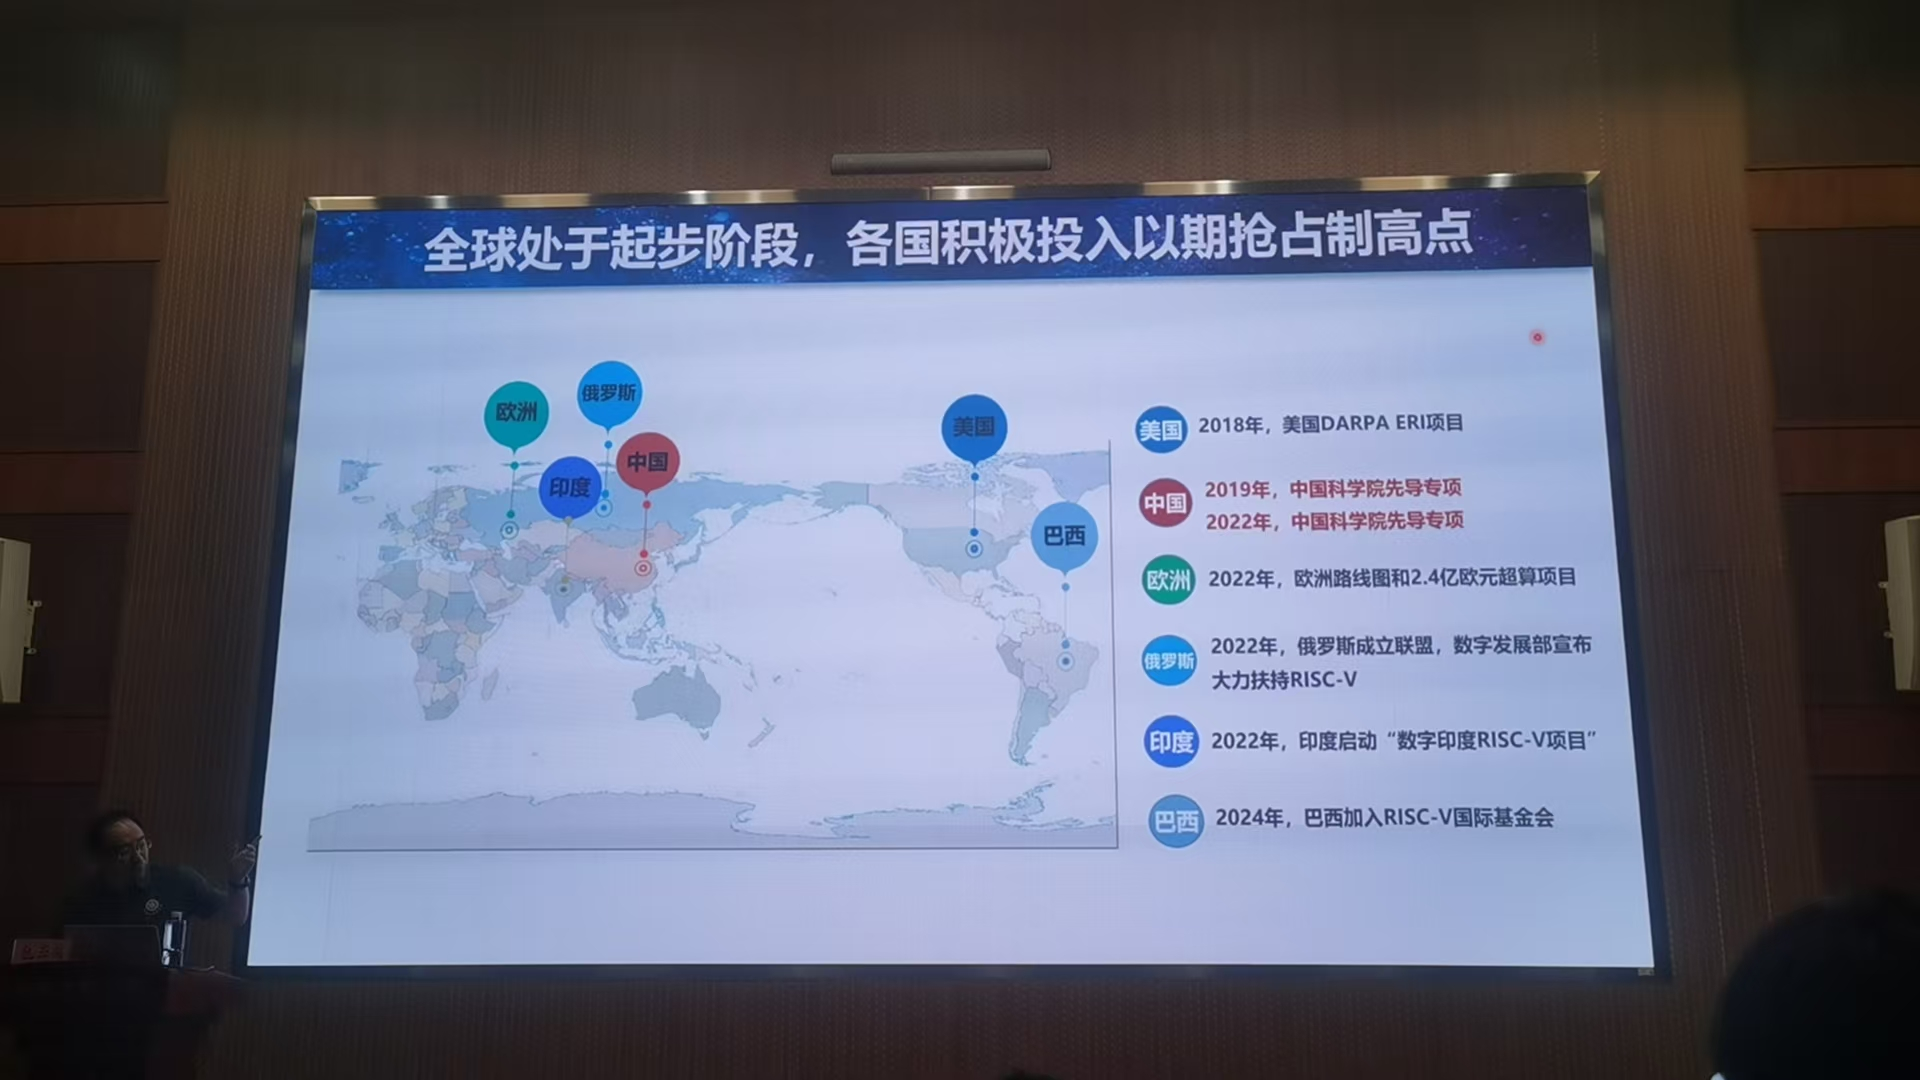 全球处于起步阶段，各国积极投入以期抢占制高点
欧洲
俄罗斯
中国
印度
美国
巴西
美国
2018年，美国DARPA ERI项目
中国
2019年，中国科学院先导专项
2022年，中国科学院先导专项
欧洲
2022年，欧洲路线图和2.4亿欧元超算项目
俄罗斯
2022年，俄罗斯成立联盟，数字发展部宣布
大力扶持RISC-V
印度
2022年，印度启动“数字印度RISC-V项目”
巴西
2024年，巴西加入RISC-V国际基金会